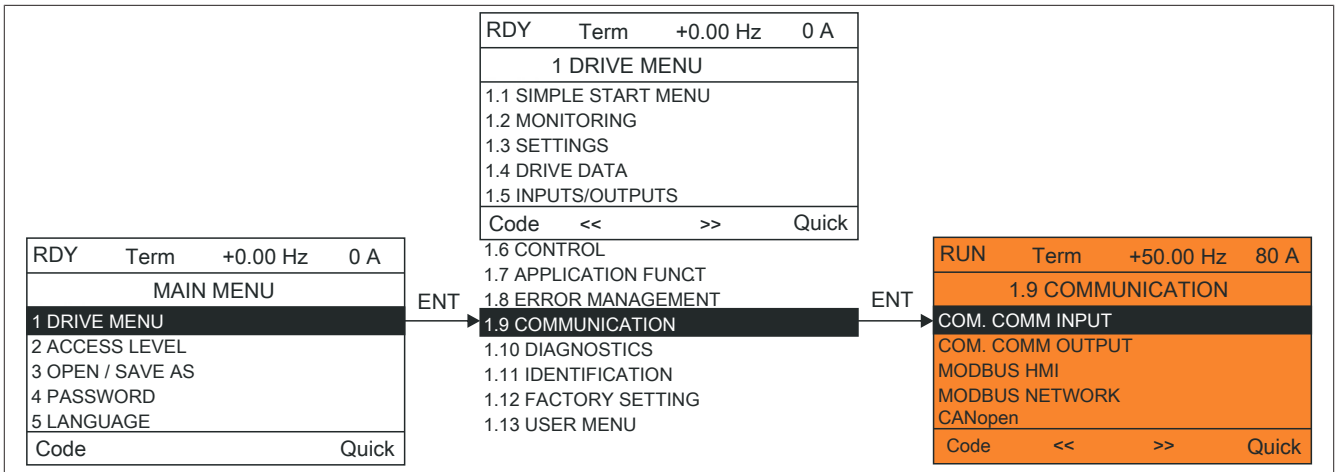 RDY Term +0.00 Hz 0 A
1 DRIVE MENU
1.1 SIMPLE START MENU
1.2 MONITORING
1.3 SETTINGS
1.4 DRIVE DATA
1.5 INPUTS/OUTPUTS
Code << >> Quick
RDY Term +0.00 Hz 0 A
MAIN MENU
1 DRIVE MENU
2 ACCESS LEVEL
3 OPEN / SAVE AS
4 PASSWORD
5 LANGUAGE
Code Quick
ENT
1.6 CONTROL
1.7 APPLICATION FUNCT
1.8 ERROR MANAGEMENT
1.9 COMMUNICATION
1.10 DIAGNOSTICS
1.11 IDENTIFICATION
1.12 FACTORY SETTING
1.13 USER MENU
ENT
RUN Term +50.00 Hz 80 A
1.9 COMMUNICATION
COM. COMM INPUT
COM. COMM OUTPUT
MODBUS HMI
MODBUS NETWORK
CANopen
Code << >> Quick